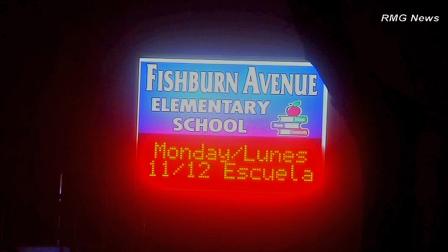 RMG News
FISHBURN AVENUE
ELEMENTARY
SCHOOL
Monday/Lunes
11/12 Escuela